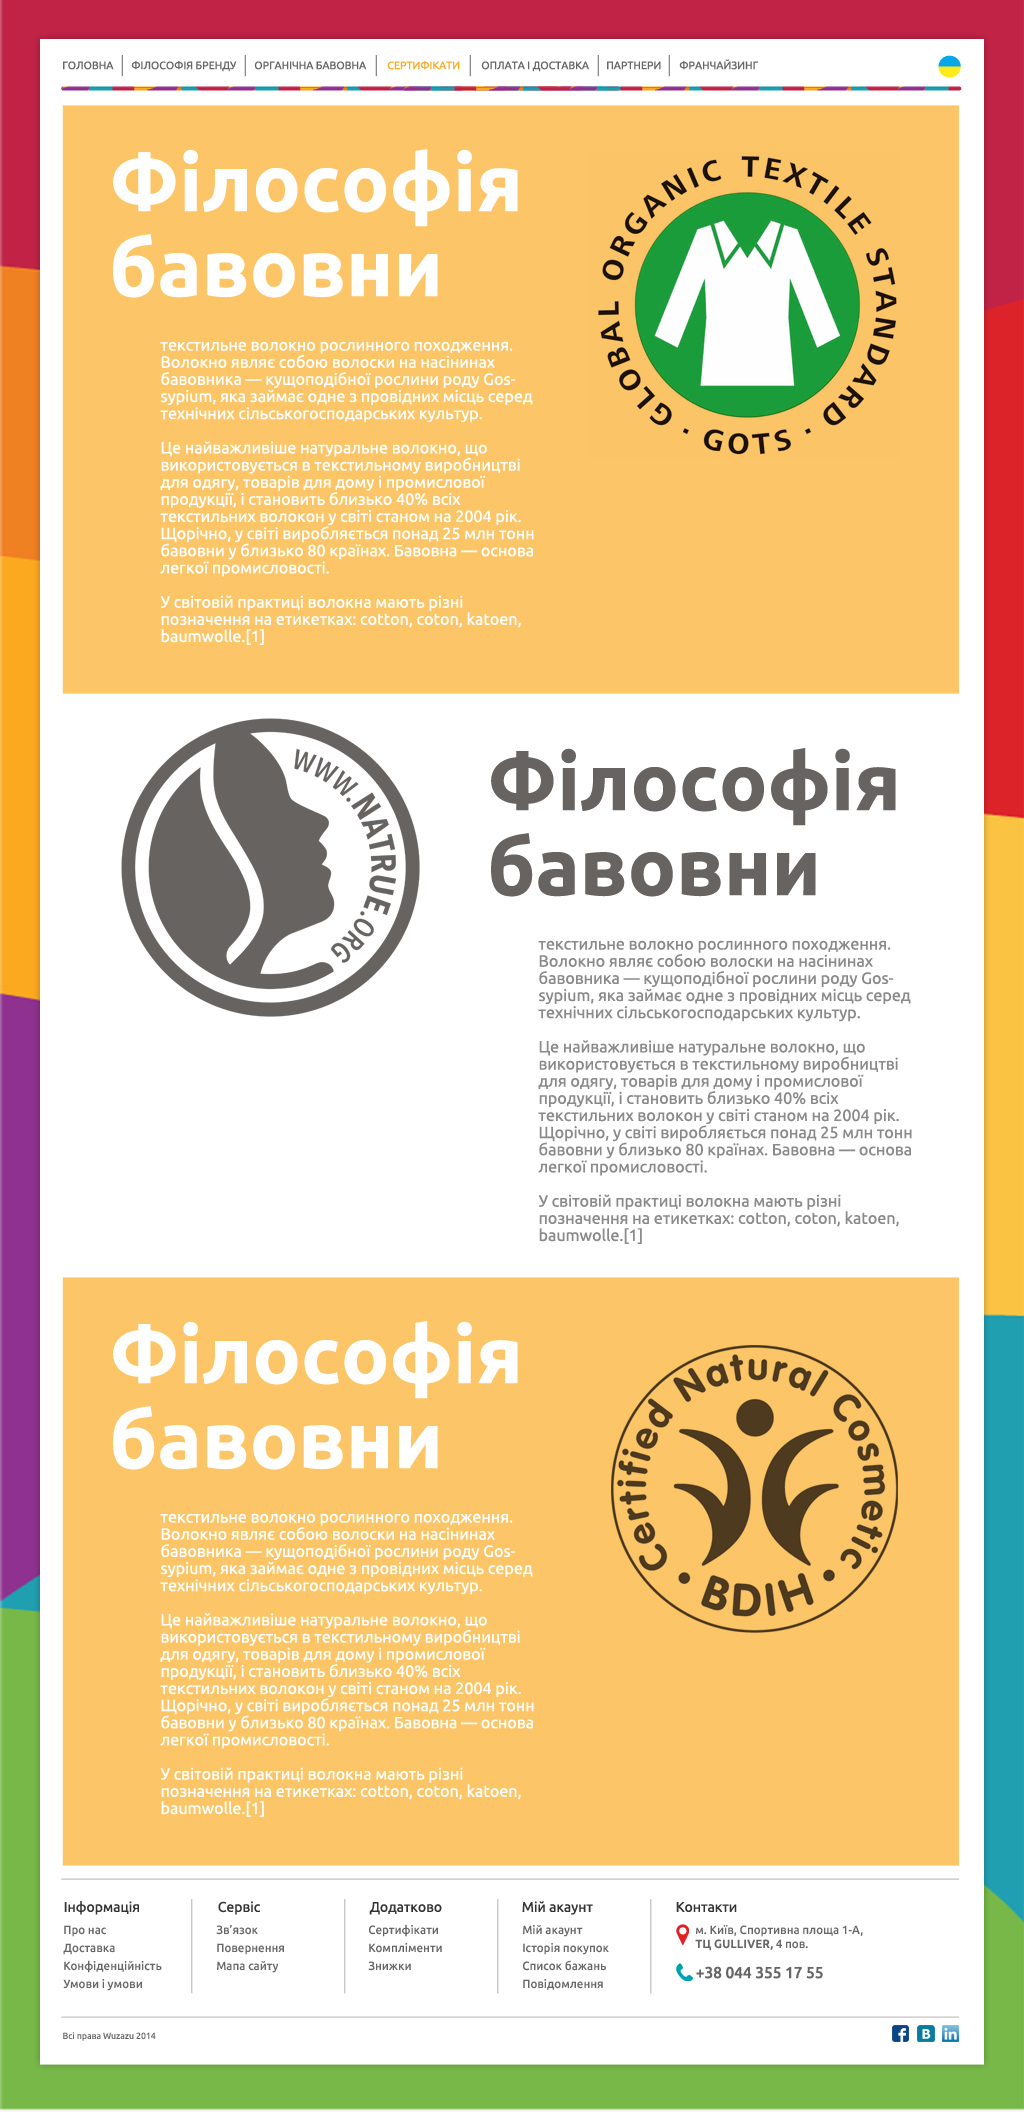 ГОЛОВНА
ФІЛОСОФІЯ БРЕНДУ
ОРГАНІЧНА БАВОВНА
СЕРТИФІКАТИ
ОПЛАТА І ДОСТАВКА
ПАРТНЕРИ
ФРАНЧАЙЗИНГ
Філософія
бавовни
текстильне волокно рослинного походження.
Волокно являє собою волоски на насінинах
бавовника — кущоподібної рослини роду Gos-
sypium, яка займає одне з провідних місць серед
технічних сільськогосподарських культур.
Це найважливіше натуральне волокно, що
використовується в текстильному виробництві
для одягу, товарів для дому і промислової
продукції, і становить близько 40% всіх
текстильних волокон у світі станом на 2004 рік.
Щорічно, у світі виробляється понад 25 млн тонн
бавовни у близько 80 країнах. Бавовна — основа
легкої промисловості.
У світовій практиці волокна мають різні
позначення на етикетках: cotton, coton, katoen,
baumwolle.[1]
GLOBAL ORGANIC TEXTILE STANDARD
· GOTS ·
WWW.NATRUE.ORG
Філософія
бавовни
текстильне волокно рослинного походження.
Волокно являє собою волоски на насінинах
бавовника — кущоподібної рослини роду Gos-
sypium, яка займає одне з провідних місць серед
технічних сільськогосподарських культур.
Це найважливіше натуральне волокно, що
використовується в текстильному виробництві
для одягу, товарів для дому і промислової
продукції, і становить близько 40% всіх
текстильних волокон у світі станом на 2004 рік.
Щорічно, у світі виробляється понад 25 млн тонн
бавовни у близько 80 країнах. Бавовна — основа
легкої промисловості.
У світовій практиці волокна мають різні
позначення на етикетках: cotton, coton, katoen,
baumwolle.[1]
Філософія
бавовни
текстильне волокно рослинного походження.
Волокно являє собою волоски на насінинах
бавовника — кущоподібної рослини роду Gos-
sypium, яка займає одне з провідних місць серед
технічних сільськогосподарських культур.
Це найважливіше натуральне волокно, що
використовується в текстильному виробництві
для одягу, товарів для дому і промислової
продукції, і становить близько 40% всіх
текстильних волокон у світі станом на 2004 рік.
Щорічно, у світі виробляється понад 25 млн тонн
бавовни у близько 80 країнах. Бавовна — основа
легкої промисловості.
У світовій практиці волокна мають різні
позначення на етикетках: cotton, coton, katoen,
baumwolle.[1]
Certified Natural Cosmetic
· BDIH ·
Інформація
Про нас
Доставка
Конфіденційність
Умови і умови
Сервіс
Зв’язок
Повернення
Мапа сайту
Додатково
Сертифікати
Компліменти
Знижки
Мій акаунт
Мій акаунт
Історія покупок
Список бажань
Повідомлення
Контакти
м. Київ, Спортивна площа 1-А,
ТЦ GULLIVER, 4 пов.
+38 044 355 17 55
Всі права Wuzazu 2014
f
B
in